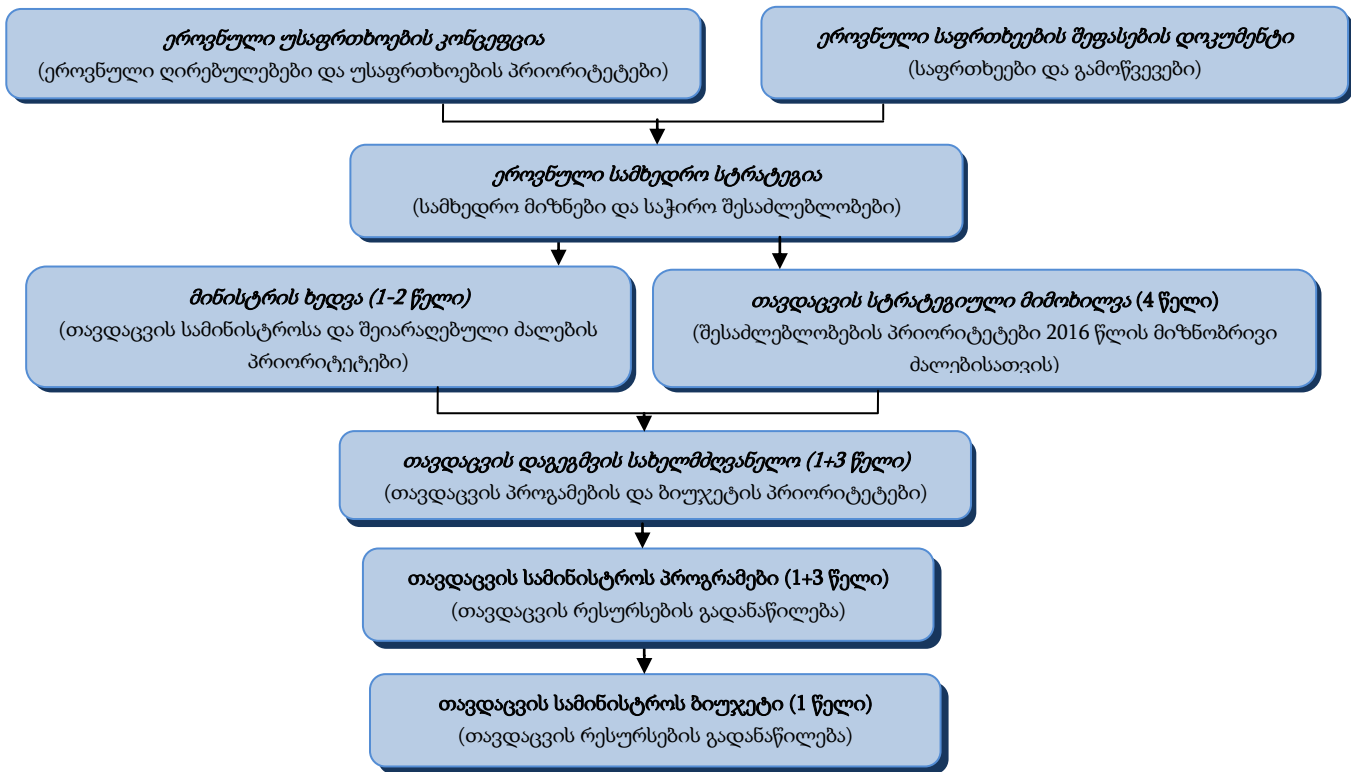 ეროვნული უსაფრთხოების კონცეფცია
(ეროვნული ღირებულებები და უსაფრთხოების პრიორიტეტები)
ეროვნული საფრთხეების შეფასების დოკუმენტი
(საფრთხეები და გამოწვევები)
ეროვნული სამხედრო სტრატეგია
(სამხედრო მიზნები და საჭირო შესაძლებლობები)
მინისტრის ხედვა (1-2 წელი)
(თავდაცვის სამინისტროსა და შეიარაღებული ძალების
პრიორიტეტები)
თავდაცვის სტრატეგიული მიმოხილვა (4 წელი)
(შესაძლებლობების პრიორიტეტები 2016 წლის მიზნობრივი
ძალებისათვის)
თავდაცვის დაგეგმვის სახელმძღვანელო (1+3 წელი)
(თავდაცვის პროგამების და ბიუჯეტის პრიორიტეტები)
თავდაცვის სამინისტროს პროგრამები (1+3 წელი)
(თავდაცვის რესურსების გადანაწილება)
თავდაცვის სამინისტროს ბიუჯეტი (1 წელი)
(თავდაცვის რესურსების გადანაწილება)